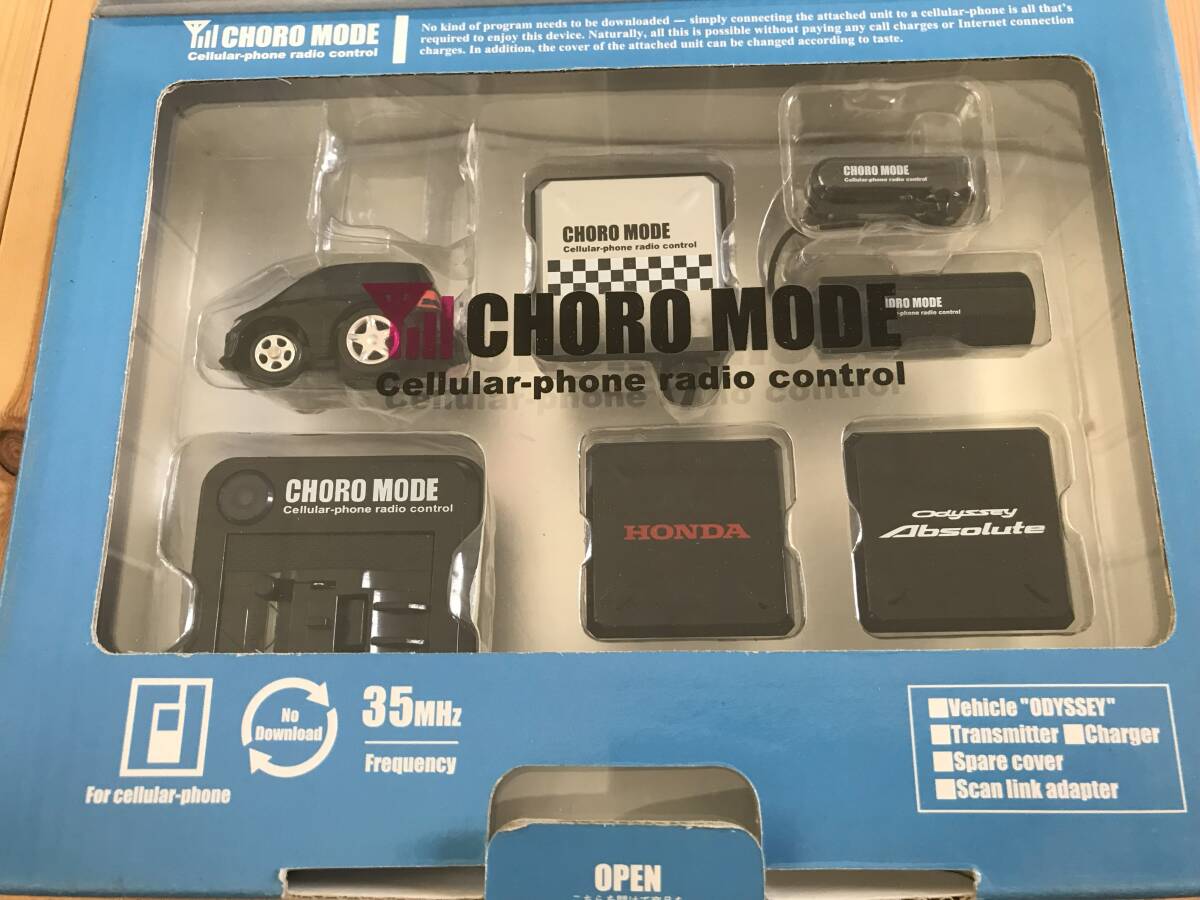 CHORO MODE
Cellular-phone radio control
No kind of program needs to be downloaded — simply connecting the attached unit to a cellular-phone is all that's
required to enjoy this device. Naturally, all this is possible without paying any call charges or Internet connection
charges. In addition, the cover of the attached unit can be changed according to taste.
CHORO MODE
Cellular-phone radio control
CHORO MODE
Cellular-phone radio control
ORO MODE
-phone radio control
CHORO MODE
Cellular-phone radio control
CHORO MODE
Cellular-phone radio control
HONDA
Odyssey
Absolute
For cellular-phone
No
Download
35MHz
Frequency
■Vehicle "ODYSSEY"
■Transmitter ■Charger
■Spare cover
■Scan link adapter
OPEN